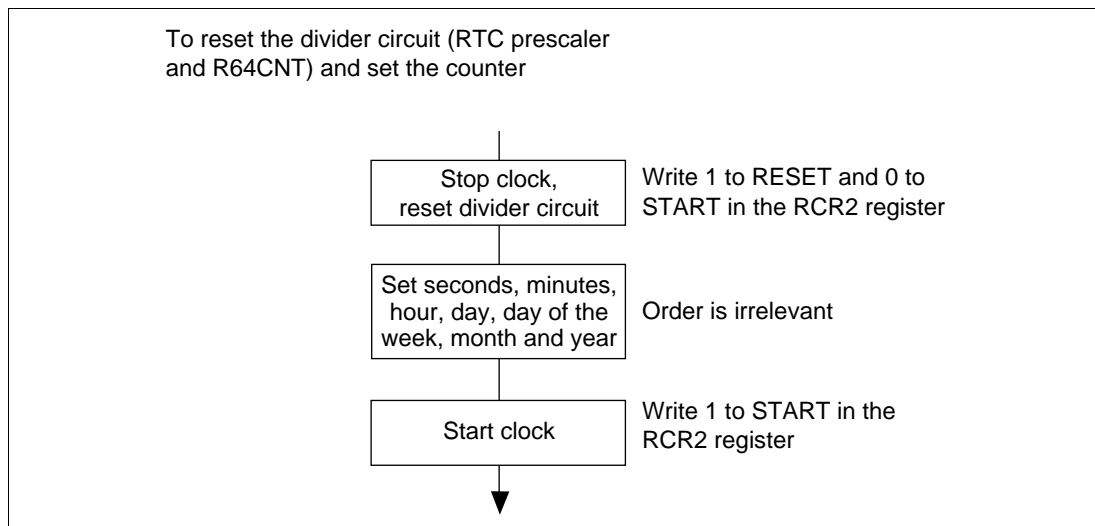 To reset the divider circuit (RTC prescaler
and R64CNT) and set the counter
Stop clock,
reset divider circuit
Write 1 to RESET and 0 to
START in the RCR2 register
Set seconds, minutes,
hour, day, day of the
week, month and year
Order is irrelevant
Start clock
Write 1 to START in the
RCR2 register